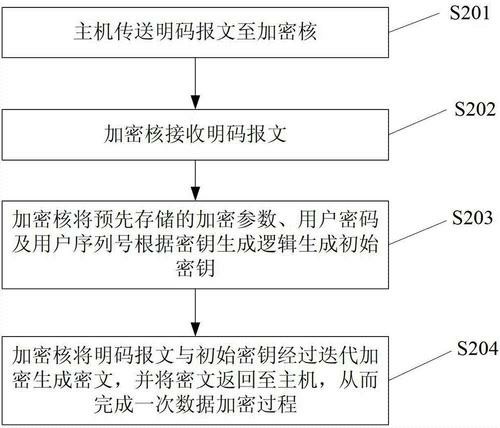 主机传送明码报文至加密核
S201
加密核接收明码报文
S202
加密核将预先存储的加密参数、用户密码
及用户序列号根据密钥生成逻辑生成初始
密钥
S203
加密核将明码报文与初始密钥经过迭代加
密生成密文，并将密文返回至主机，从而
完成一次数据加密过程
S204